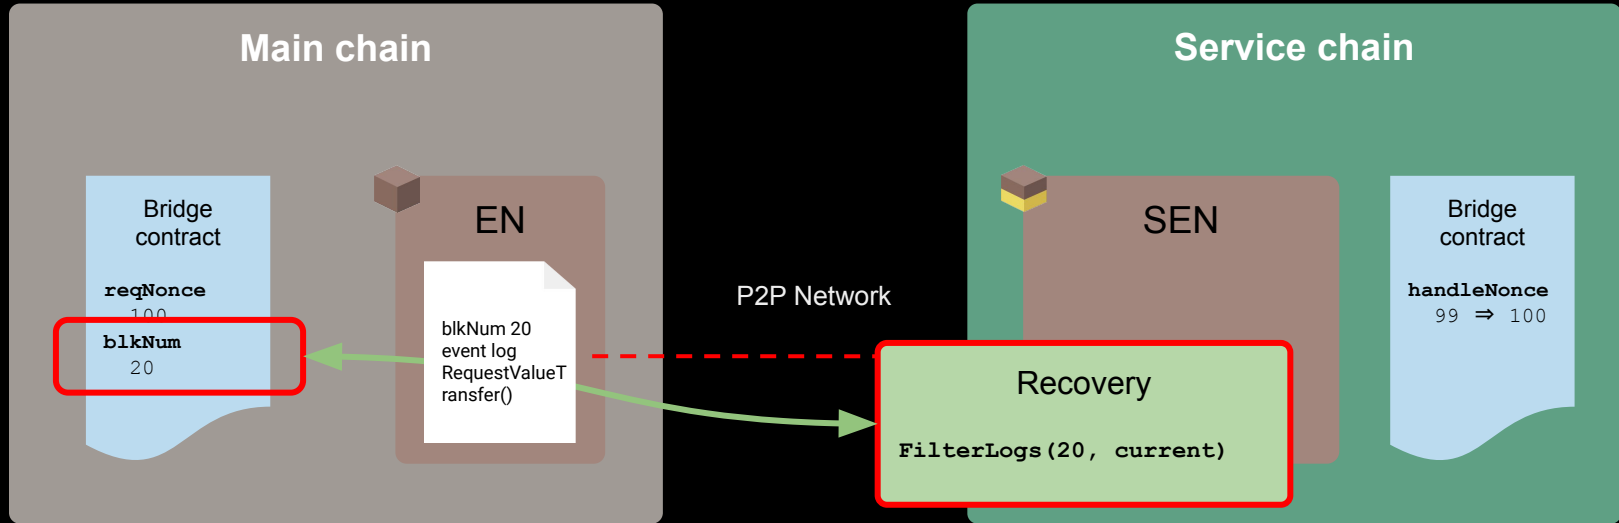 Main chain
Bridge
contract
reqNonce
100
blkNum
20
EN
blkNum 20
event log
RequestValueT
ransfer()
P2P Network
Service chain
SEN
Recovery
FilterLogs(20, current)
Bridge
contract
handleNonce
99 ⇒ 100